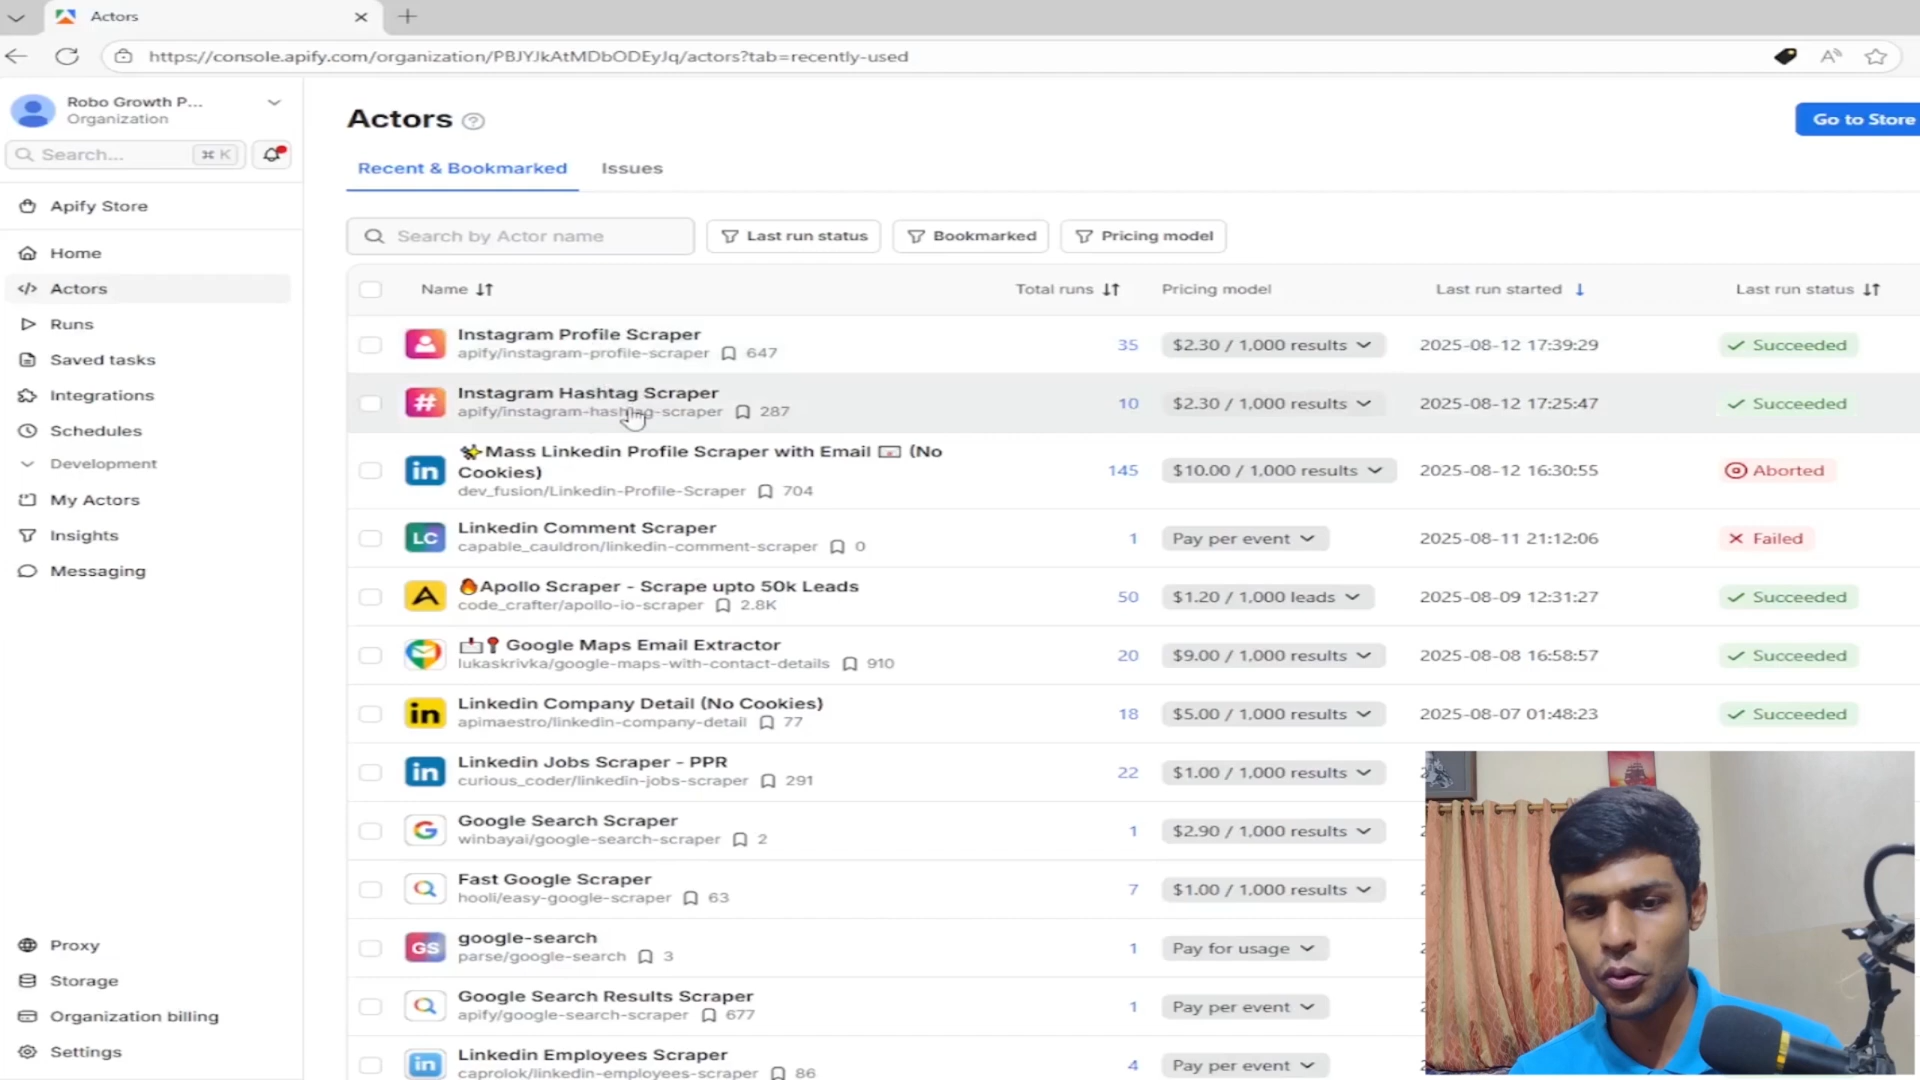 Actors
https://console.apify.com/organization/PBJYJkAtMDbODEyJq/actors?tab=recently-used
Robo Growth P...
Organization
Search...
⌘ K
Apify Store
Home
Actors
Runs
Saved tasks
Integrations
Schedules
Development
My Actors
Insights
Messaging
Proxy
Storage
Organization billing
Settings
Actors
Go to Store
Recent & Bookmarked Issues
Search by Actor name Last run status Bookmarked Pricing model
Name Total runs Pricing model Last run started Last run status
Instagram Profile Scraper
apify/instagram-profile-scraper 647
35 $2.30 / 1,000 results 2025-08-12 17:39:29 Succeeded
Instagram Hashtag Scraper
apify/instagram-hashtag-scraper 287
10 $2.30 / 1,000 results 2025-08-12 17:25:47 Succeeded
✨Mass Linkedin Profile Scraper with Email 📧 (No
Cookies)
dev_fusion/Linkedin-Profile-Scraper 704
145 $10.00 / 1,000 results 2025-08-12 16:30:55 Aborted
LC
Linkedin Comment Scraper
capable_cauldron/linkedin-comment-scraper 0
1 Pay per event 2025-08-11 21:12:06 Failed
🔥Apollo Scraper - Scrape upto 50k Leads
code_crafter/apollo-io-scraper 2.8K
50 $1.20 / 1,000 leads 2025-08-09 12:31:27 Succeeded
📩📍 Google Maps Email Extractor
lukaskrivka/google-maps-with-contact-details 910
20 $9.00 / 1,000 results 2025-08-08 16:58:57 Succeeded
in
Linkedin Company Detail (No Cookies)
apimaestro/linkedin-company-detail 77
18 $5.00 / 1,000 results 2025-08-07 01:48:23 Succeeded
in
Linkedin Jobs Scraper - PPR
curious_coder/linkedin-jobs-scraper 291
22 $1.00 / 1,000 results
Google Search Scraper
winbayai/google-search-scraper 2
1 $2.90 / 1,000 results
Fast Google Scraper
hooli/easy-google-scraper 63
7 $1.00 / 1,000 results
GS
google-search
parse/google-search 3
1 Pay for usage
Google Search Results Scraper
apify/google-search-scraper 677
1 Pay per event
in
Linkedin Employees Scraper
caprolok/linkedin-employees-scraper 86
4 Pay per event